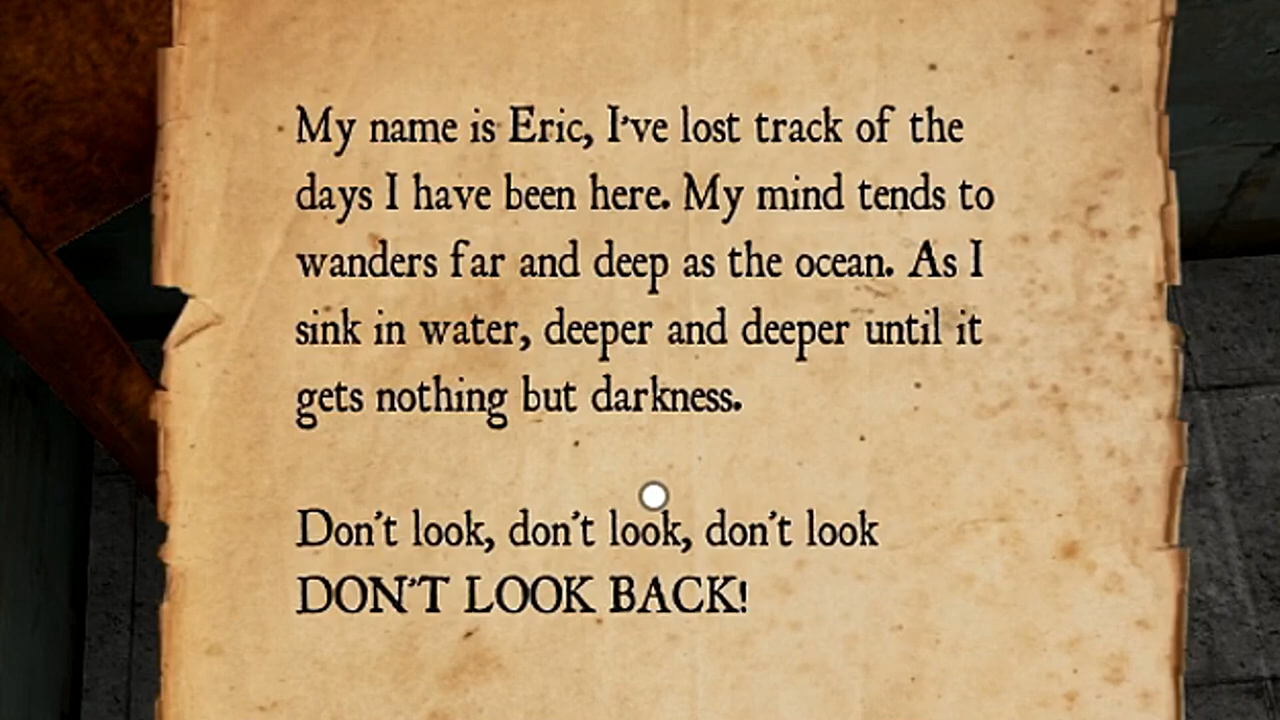 My name is Eric, I've lost track of the
days I have been here. My mind tends to
wanders far and deep as the ocean. As I
sink in water, deeper and deeper until it
gets nothing but darkness.
Don't look, don't look, don't look
DON'T LOOK BACK!